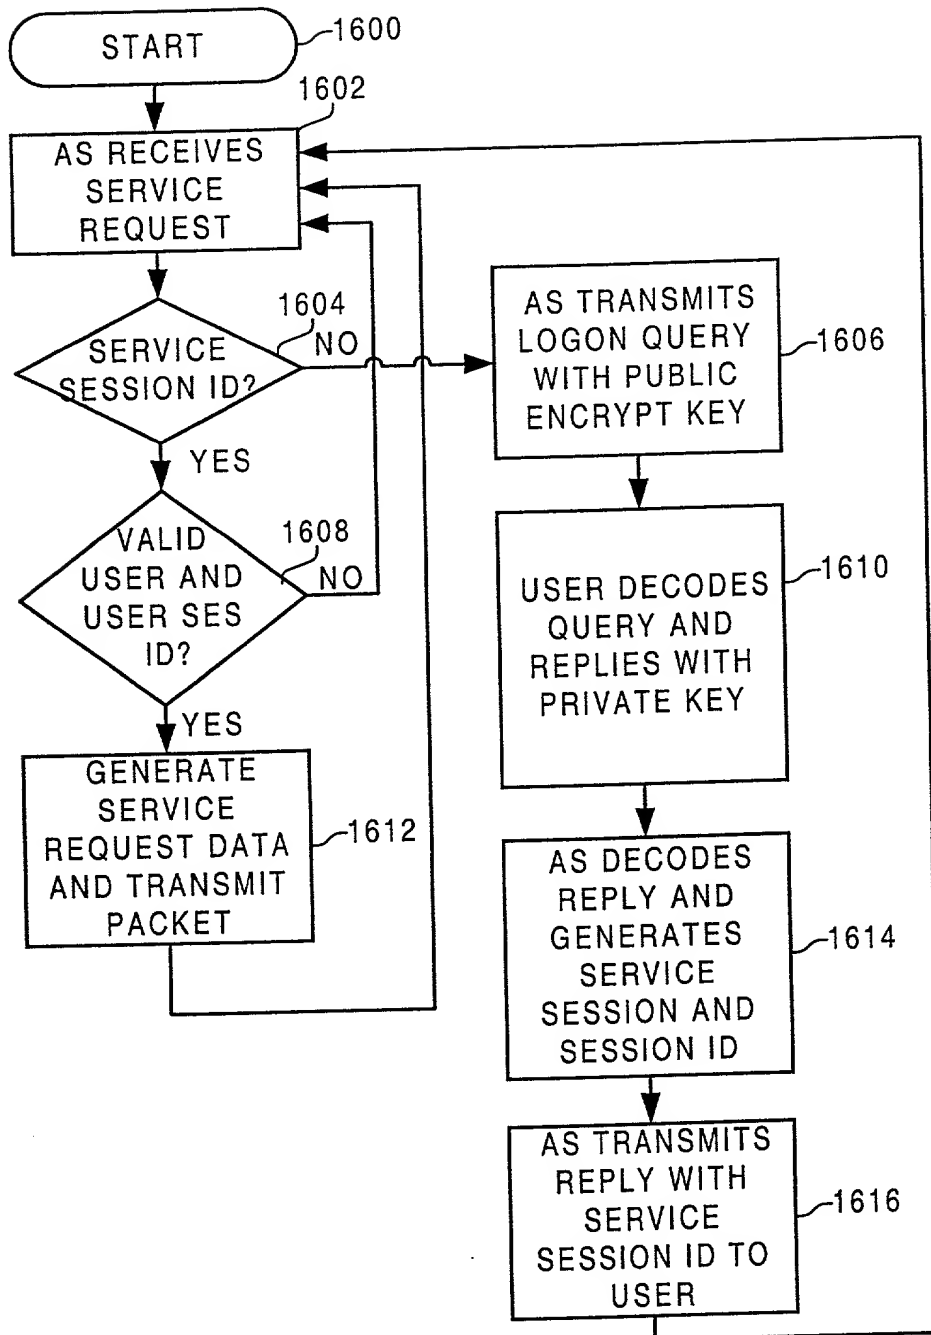 START
1600
1602
AS RECEIVES
SERVICE
REQUEST
1604
NO
SERVICE
SESSION ID?
YES
AS TRANSMITS
LOGON QUERY
WITH PUBLIC
ENCRYPT KEY
1606
1608
NO
VALID
USER AND
USER SES
ID?
YES
USER DECODES
QUERY AND
REPLIES WITH
PRIVATE KEY
1610
GENERATE
SERVICE
REQUEST DATA
AND TRANSMIT
PACKET
1612
AS DECODES
REPLY AND
GENERATES
SERVICE
SESSION AND
SESSION ID
1614
AS TRANSMITS
REPLY WITH
SERVICE
SESSION ID TO
USER
1616